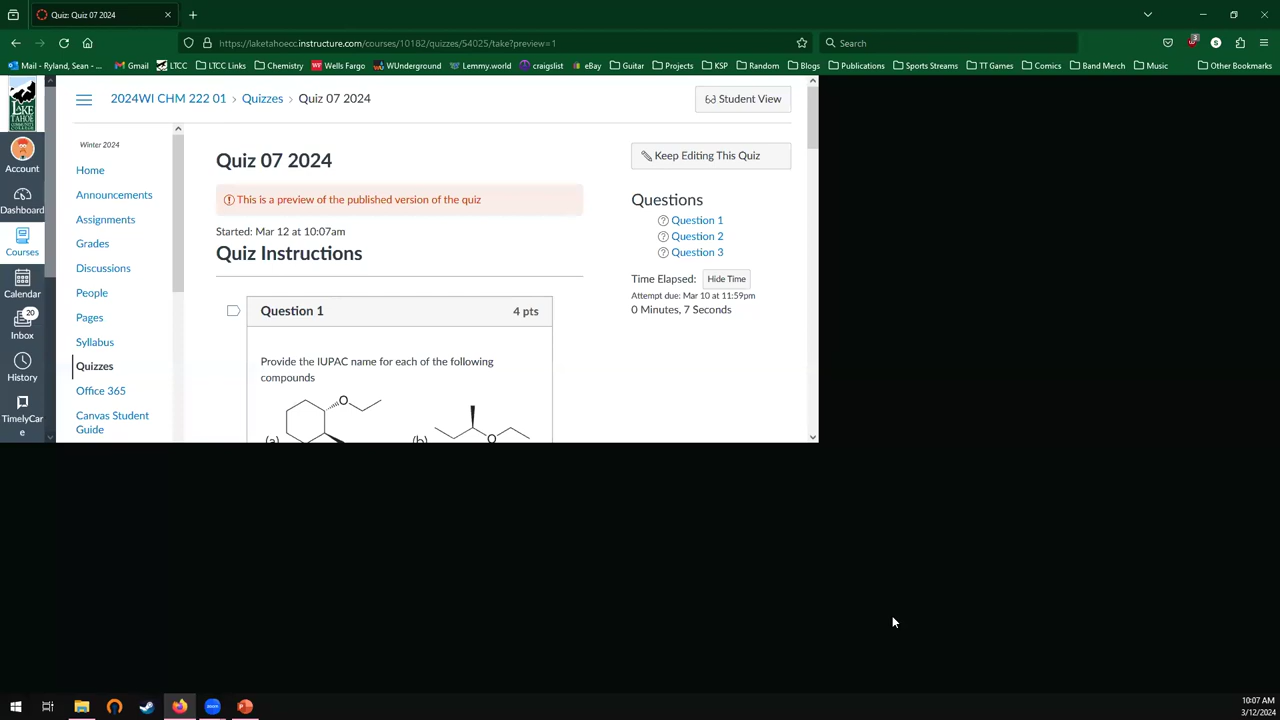 Quiz: Quiz 07 2024
https://laketahoecc.instructure.com/courses/10182/quizzes/54025/take?preview=1
Search
3
S
Mail - Ryland, Sean - ...
Gmail
LTCC
LTCC Links
Chemistry
Wells Fargo
WUnderground
Lemmy.world
craigslist
eBay
Guitar
Projects
KSP
Random
Blogs
Publications
Sports Streams
TT Games
Comics
Band Merch
Music
Other Bookmarks
LAKE TAHOE
Account
Dashboard
Courses
Calendar
20
Inbox
History
TimelyCar
e
2024WI CHM 222 01 > Quizzes > Quiz 07 2024
Student View
Winter 2024
Home
Announcements
Assignments
Grades
Discussions
People
Pages
Syllabus
Quizzes
Office 365
Canvas Student
Guide
Quiz 07 2024
This is a preview of the published version of the quiz
Started: Mar 12 at 10:07am
Quiz Instructions
Question 1 4 pts
Provide the IUPAC name for each of the following
compounds
O
(a)
(b)
O
Keep Editing This Quiz
Questions
Question 1
Question 2
Question 3
Time Elapsed: Hide Time
Attempt due: Mar 10 at 11:59pm
0 Minutes, 7 Seconds
zoom
10:07 AM
3/12/2024